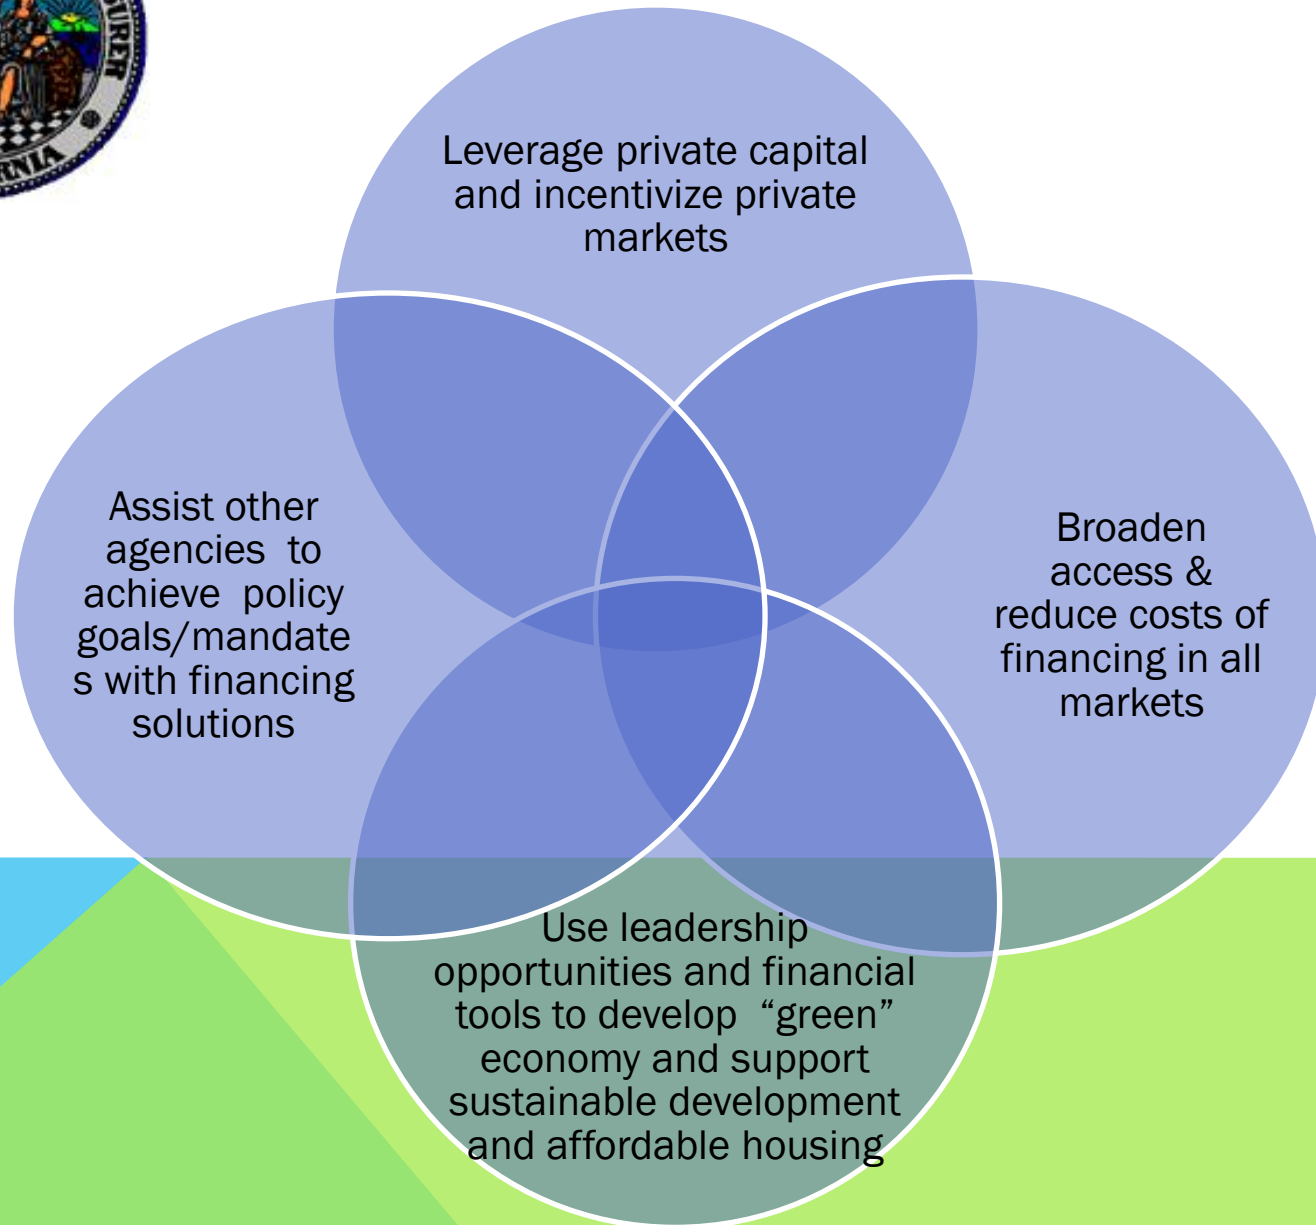 URER
RNIA
Leverage private capital
and incentivize private
markets
Assist other
agencies to
achieve policy
goals/mandate
s with financing
solutions
Broaden
access &
reduce costs of
financing in all
markets
Use leadership
opportunities and financial
tools to develop “green”
economy and support
sustainable development
and affordable housing